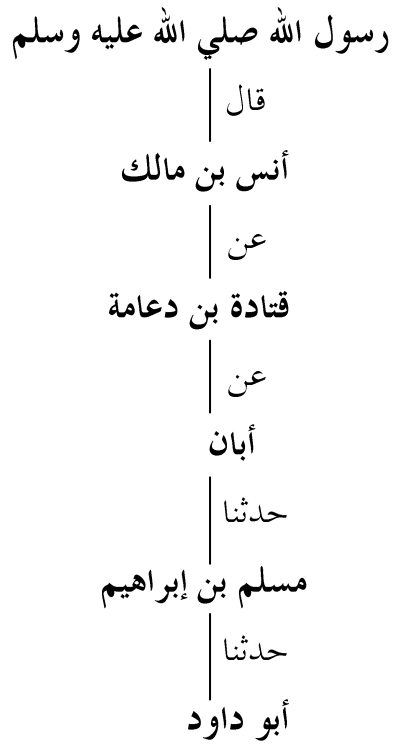 رسول الله صلي الله عليه وسلم
قال
أنس بن مالك
عن
قتادة بن دعامة
عن
أبان
حدثنا
مسلم بن إبراهيم
حدثنا
أبو داود